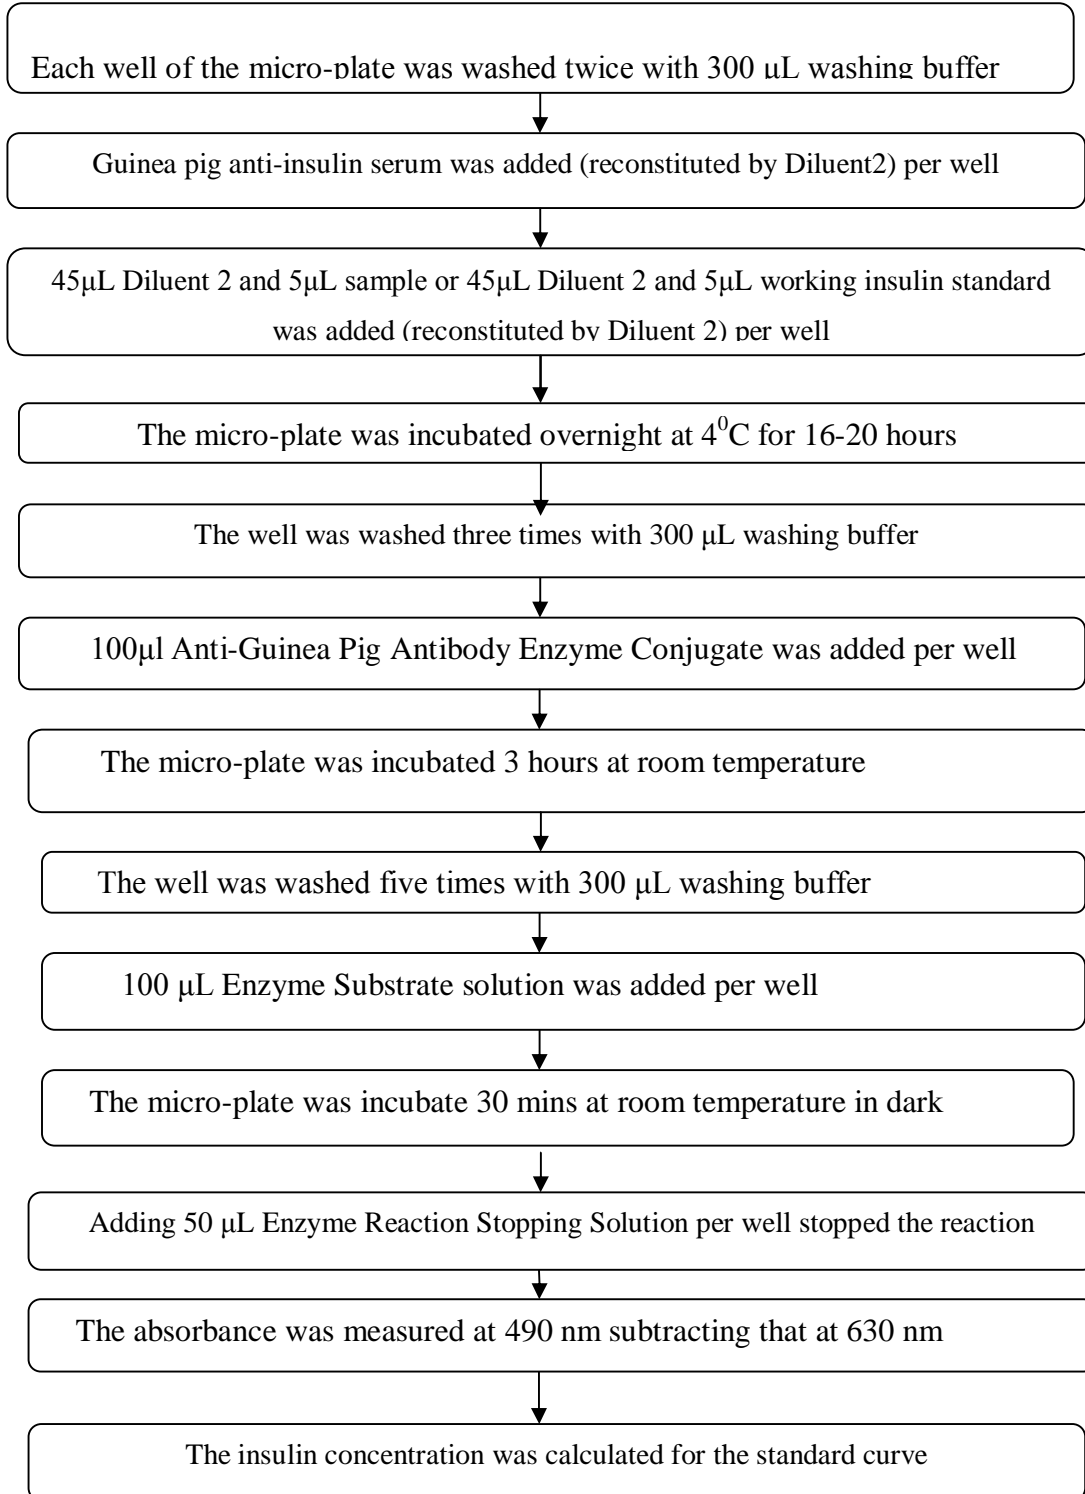 Each well of the micro-plate was washed twice with 300 μL washing buffer
Guinea pig anti-insulin serum was added (reconstituted by Diluent2) per well
45μL Diluent 2 and 5μL sample or 45μL Diluent 2 and 5μL working insulin standard
was added (reconstituted by Diluent 2) per well
The micro-plate was incubated overnight at 4⁰C for 16-20 hours
The well was washed three times with 300 μL washing buffer
100μl Anti-Guinea Pig Antibody Enzyme Conjugate was added per well
The micro-plate was incubated 3 hours at room temperature
The well was washed five times with 300 μL washing buffer
100 μL Enzyme Substrate solution was added per well
The micro-plate was incubate 30 mins at room temperature in dark
Adding 50 μL Enzyme Reaction Stopping Solution per well stopped the reaction
The absorbance was measured at 490 nm subtracting that at 630 nm
The insulin concentration was calculated for the standard curve